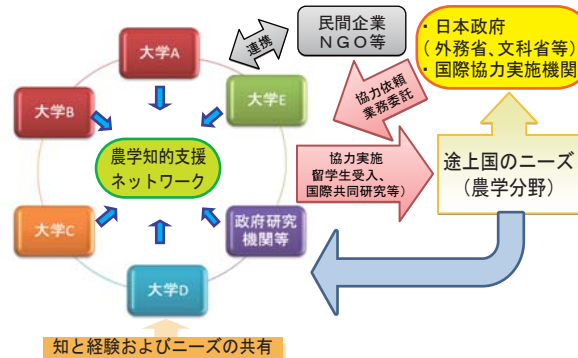 大学A
大学B
大学C
大学D
大学E
政府研究
機関等
農学知的支援
ネットワーク
連携
民間企業
ＮＧＯ等
・日本政府
（外務省、文科省等）
・国際協力実施機関
協力依頼
業務委託
協力実施
留学生受入、
国際共同研究等）
途上国のニーズ
（農学分野）
知と経験およびニーズの共有